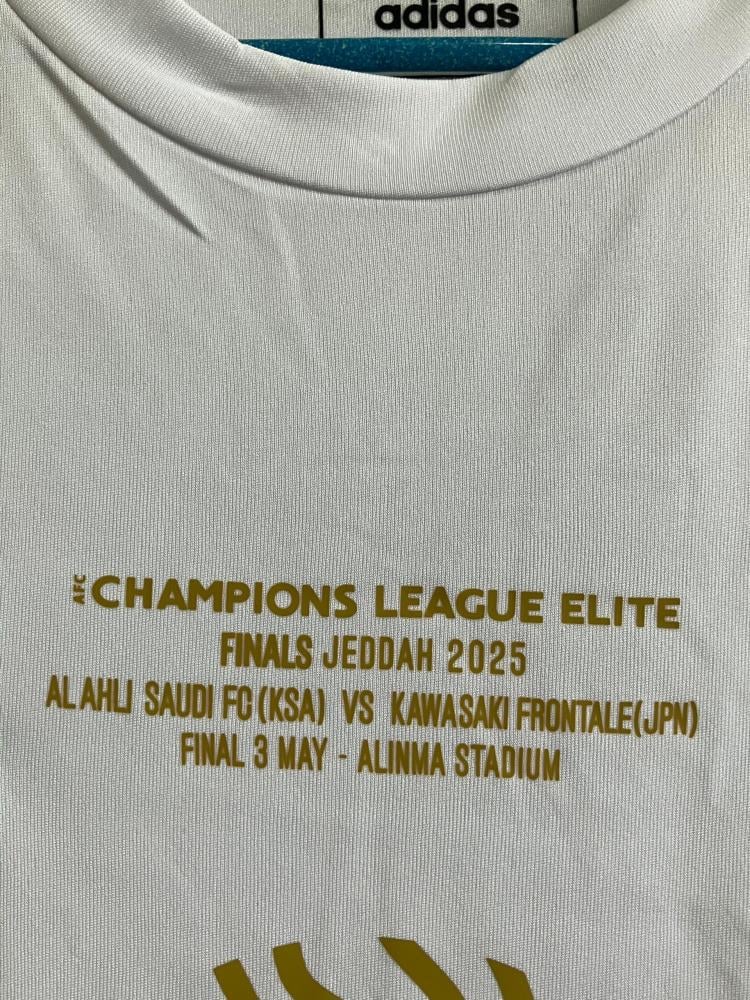 adidas
AFC CHAMPIONS LEAGUE ELITE
FINALS JEDDAH 2025
AL AHLI SAUDI FC (KSA) VS KAWASAKI FRONTALE(JPN)
FINAL 3 MAY - ALINMA STADIUM